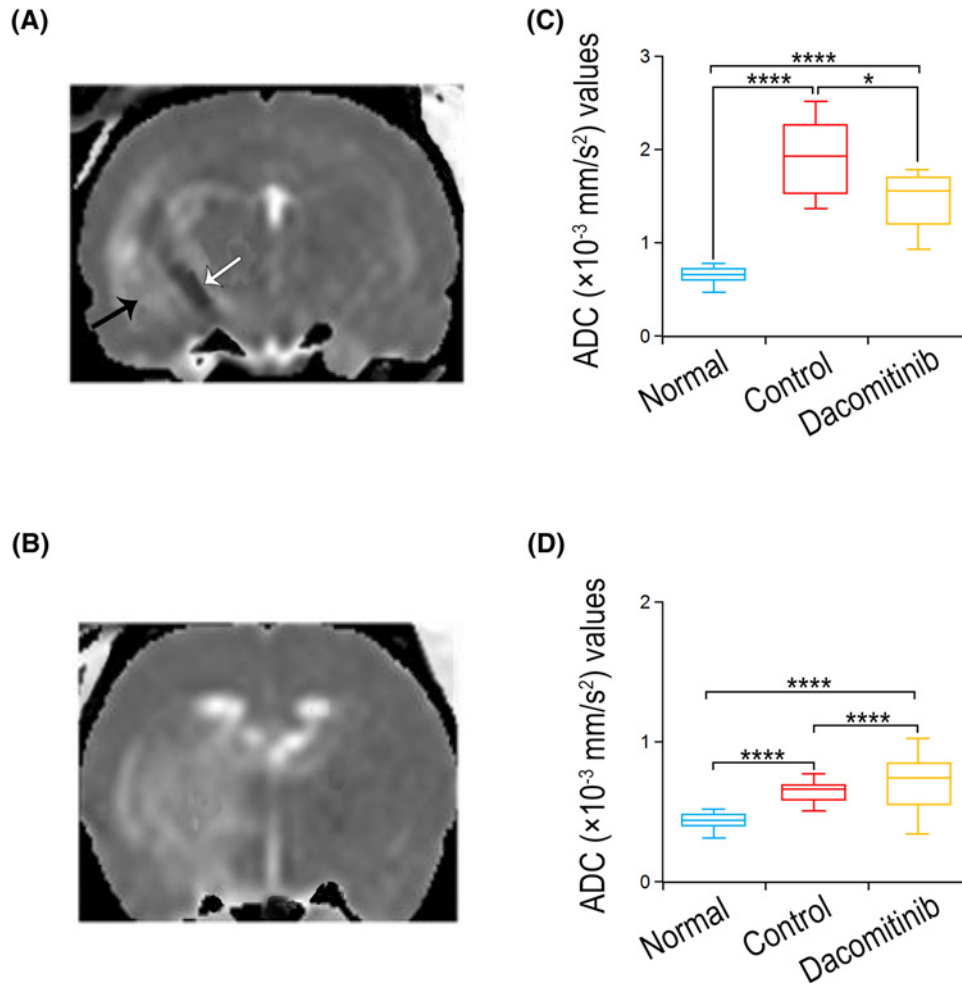 (A)
(C)
ADC (×10⁻³ mm/s²) values
3
2
1
0
****
****
*
Normal
Control
Dacomitinib
(B)
(D)
ADC (×10⁻³ mm/s²) values
2
1
0
****
****
****
Normal
Control
Dacomitinib